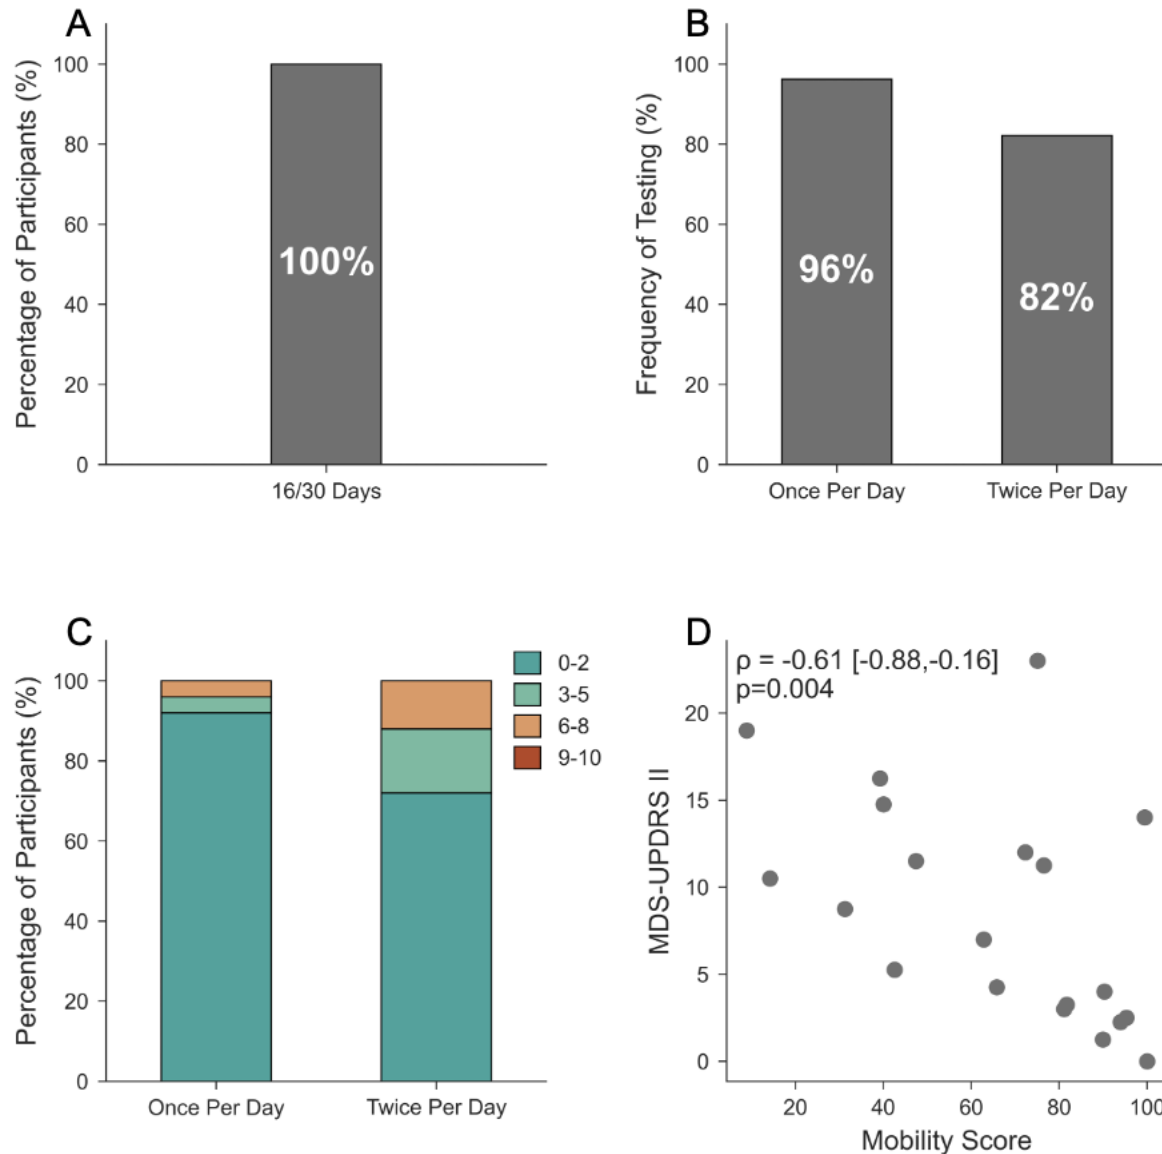 A
Percentage of Participants (%)
100
80
60
40
20
0
100%
16/30 Days
B
Frequency of Testing (%)
100
80
60
40
20
0
96%
82%
Once Per Day
Twice Per Day
C
Percentage of Participants (%)
100
80
60
40
20
0
Once Per Day
Twice Per Day
0-2
3-5
6-8
9-10
D
ρ = -0.61 [-0.88,-0.16]
p=0.004
MDS-UPDRS II
20
15
10
5
0
20
40
60
80
100
Mobility Score